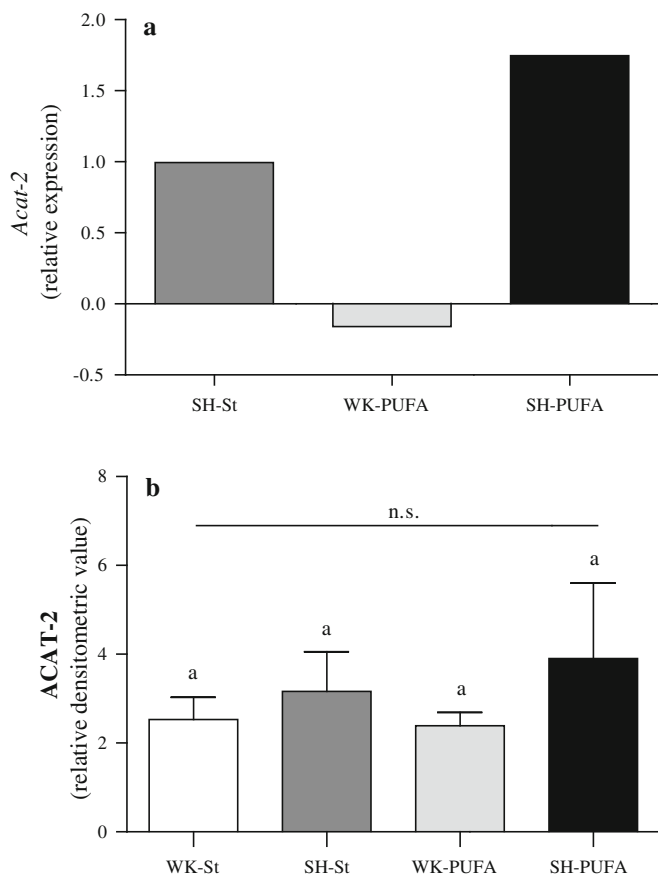 a
2.0
1.5
1.0
0.5
0.0
-0.5
Acat-2
(relative expression)
SH-St WK-PUFA SH-PUFA
b
8
6
4
2
0
ACAT-2
(relative densitometric value)
n.s.
a a a a
WK-St SH-St WK-PUFA SH-PUFA